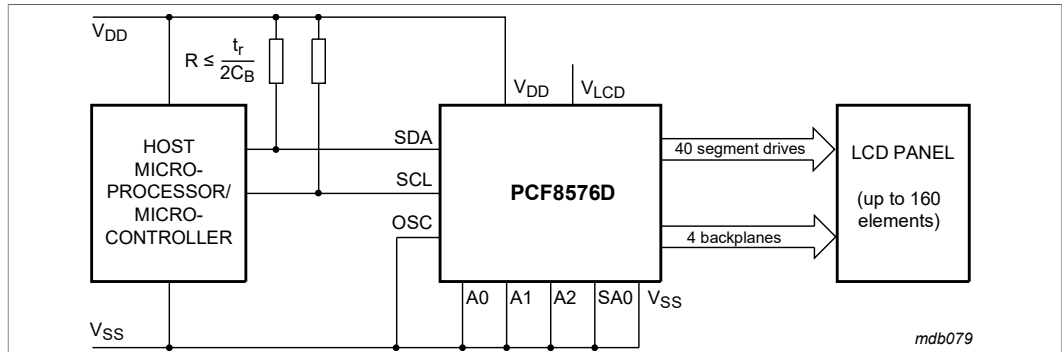 VDD
R ≤ tr
2CB
VDD
VLCD
HOST
MICRO-
PROCESSOR/
MICRO-
CONTROLLER
SDA
SCL
OSC
PCF8576D
40 segment drives
4 backplanes
LCD PANEL
(up to 160
elements)
A0
A1
A2
SA0
VSS
VSS
mdb079